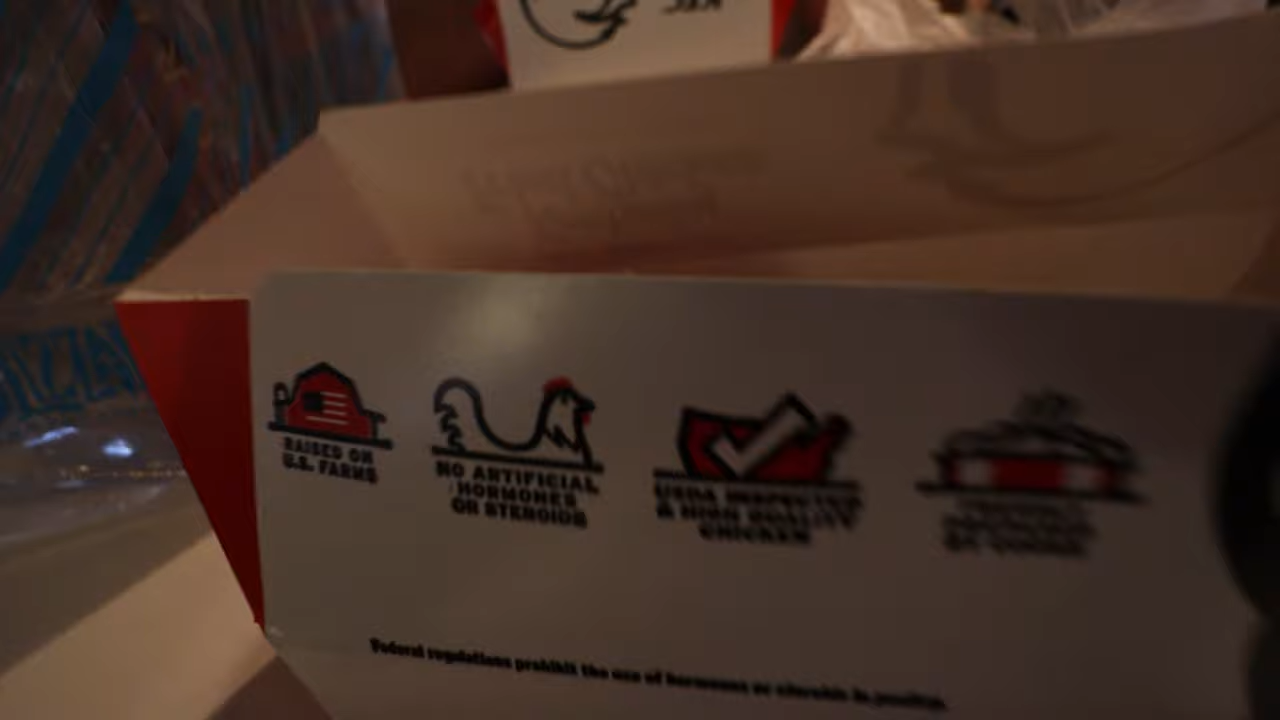 KFC
RAISED ON
U.S. FARMS
NO ARTIFICIAL
HORMONES
OR STEROIDS
USDA INSPECTED
& HIGH QUALITY
CHICKEN
Federal regulations prohibit the use of hormones or steroids in poultry.